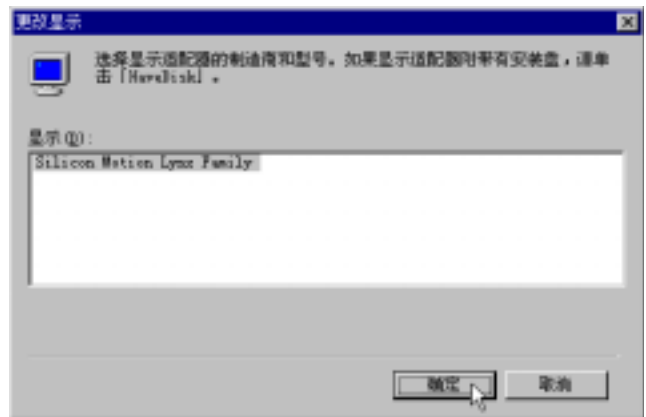 更改显示
选择显示适配器的制造商和型号。如果显示适配器附带有安装盘，请单
击「HaveDisk」。
显示(D):
Silicon Motion Lynx Family
确定
取消